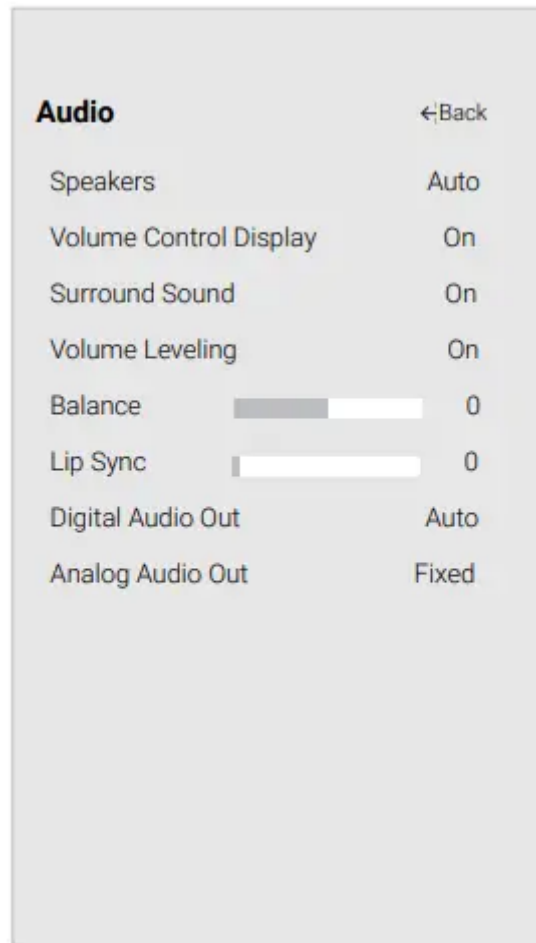 Audio ←Back
Speakers Auto
Volume Control Display On
Surround Sound On
Volume Leveling On
Balance 0
Lip Sync 0
Digital Audio Out Auto
Analog Audio Out Fixed